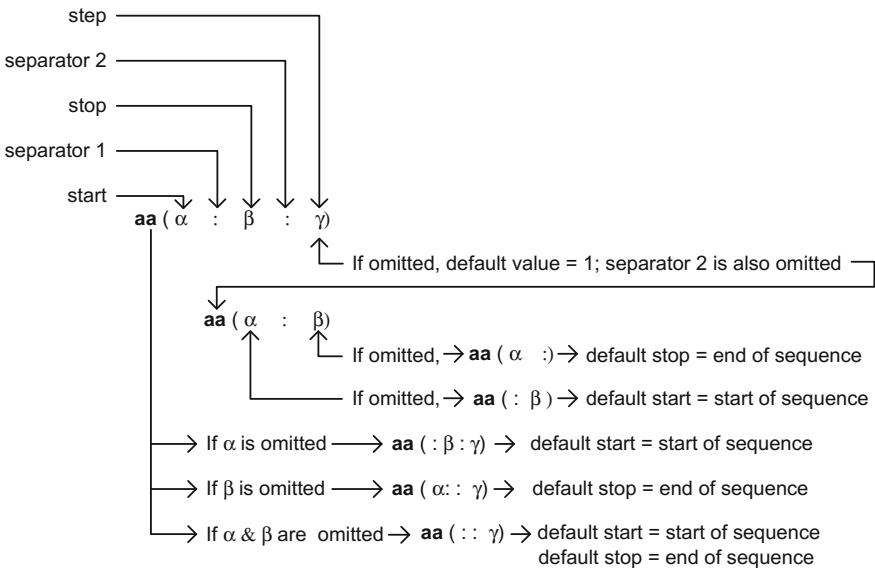 step
separator 2
stop
separator 1
start
aa ( α : β : γ)
If omitted, default value = 1; separator 2 is also omitted
aa ( α : β)
If omitted, → aa ( α :) → default stop = end of sequence
If omitted, → aa ( : β ) → default start = start of sequence
If α is omitted → aa ( : β : γ) → default start = start of sequence
If β is omitted → aa ( α: : γ) → default stop = end of sequence
If α & β are omitted → aa ( : : γ) → default start = start of sequence
default stop = end of sequence